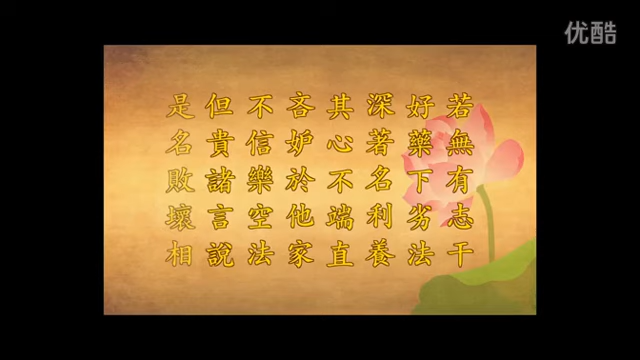 优酷
若無有志干
好藥下劣法
深著名利養
其心不端直
吝妒於他家
不信樂空法
但貴諸言說
是名敗壞相